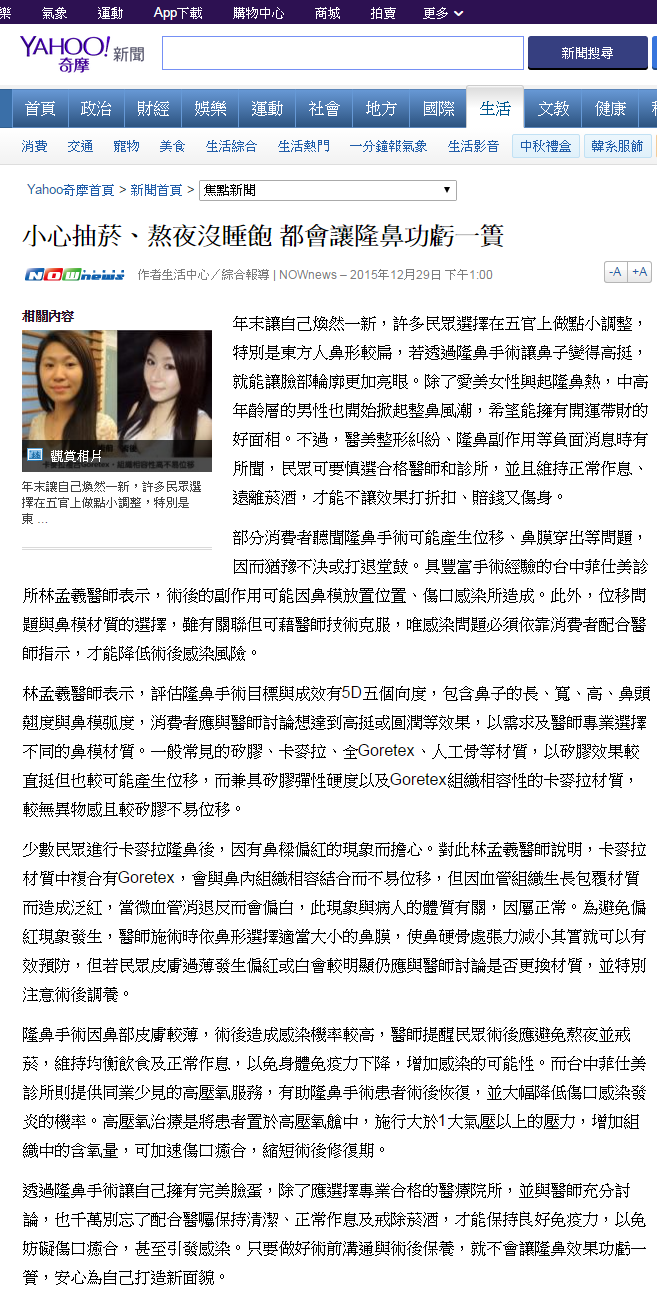 樂 氣象 運動 App下載 購物中心 商城 拍賣 更多
YAHOO! 奇摩 新聞
新聞搜尋
首頁 政治 財經 娛樂 運動 社會 地方 國際 生活 文教 健康
消費 交通 寵物 美食 生活綜合 生活熱門 一分鐘報氣象 生活影音 中秋禮盒 韓系服飾
Yahoo奇摩首頁 > 新聞首頁 > 焦點新聞
小心抽菸、熬夜沒睡飽 都會讓隆鼻功虧一簣
NOWnews 作者生活中心／綜合報導 | NOWnews – 2015年12月29日 下午1:00
-A +A
相關內容
觀賞相片
年末讓自己煥然一新，許多民眾選
擇在五官上做點小調整，特別是
東 ...
年末讓自己煥然一新，許多民眾選擇在五官上做點小調整，
特別是東方人鼻形較扁，若透過隆鼻手術讓鼻子變得高挺，
就能讓臉部輪廓更加亮眼。除了愛美女性興起隆鼻熱，中高
年齡層的男性也開始掀起整鼻風潮，希望能擁有開運帶財的
好面相。不過，醫美整形糾紛、隆鼻副作用等負面消息時有
所聞，民眾可要慎選合格醫師和診所，並且維持正常作息、
遠離菸酒，才能不讓效果打折扣、賠錢又傷身。
部分消費者聽聞隆鼻手術可能產生位移、鼻膜穿出等問題，
因而猶豫不決或打退堂鼓。具豐富手術經驗的台中菲仕美診
所林孟羲醫師表示，術後的副作用可能因鼻模放置位置、傷口感染所造成。此外，位移問
題與鼻模材質的選擇，雖有關聯但可藉醫師技術克服，唯感染問題必須依靠消費者配合醫
師指示，才能降低術後感染風險。
林孟羲醫師表示，評估隆鼻手術目標與成效有5D五個向度，包含鼻子的長、寬、高、鼻頭
翹度與鼻模弧度，消費者應與醫師討論想達到高挺或圓潤等效果，以需求及醫師專業選擇
不同的鼻模材質。一般常見的矽膠、卡麥拉、全Goretex、人工骨等材質，以矽膠效果較
直挺但也較可能產生位移，而兼具矽膠彈性硬度以及Goretex組織相容性的卡麥拉材質，
較無異物感且較矽膠不易位移。
少數民眾進行卡麥拉隆鼻後，因有鼻樑偏紅的現象而擔心。對此林孟羲醫師說明，卡麥拉
材質中複合有Goretex，會與鼻內組織相容結合而不易位移，但因血管組織生長包覆材質
而造成泛紅，當微血管消退反而會偏白，此現象與病人的體質有關，因屬正常。為避免偏
紅現象發生，醫師施術時依鼻形選擇適當大小的鼻膜，使鼻硬骨處張力減小其實就可以有
效預防，但若民眾皮膚過薄發生偏紅或白會較明顯仍應與醫師討論是否更換材質，並特別
注意術後調養。
隆鼻手術因鼻部皮膚較薄，術後造成感染機率較高，醫師提醒民眾術後應避免熬夜並戒
菸，維持均衡飲食及正常作息，以免身體免疫力下降，增加感染的可能性。而台中菲仕美
診所則提供同業少見的高壓氧服務，有助隆鼻手術患者術後恢復，並大幅降低傷口感染發
炎的機率。高壓氧治療是將患者置於高壓氧艙中，施行大於1大氣壓以上的壓力，增加組
織中的含氧量，可加速傷口癒合，縮短術後修復期。
透過隆鼻手術讓自己擁有完美臉蛋，除了應選擇專業合格的醫療院所，並與醫師充分討
論，也千萬別忘了配合醫囑保持清潔、正常作息及戒除菸酒，才能保持良好免疫力，以免
妨礙傷口癒合，甚至引發感染。只要做好術前溝通與術後保養，就不會讓隆鼻效果功虧一
簣，安心為自己打造新面貌。